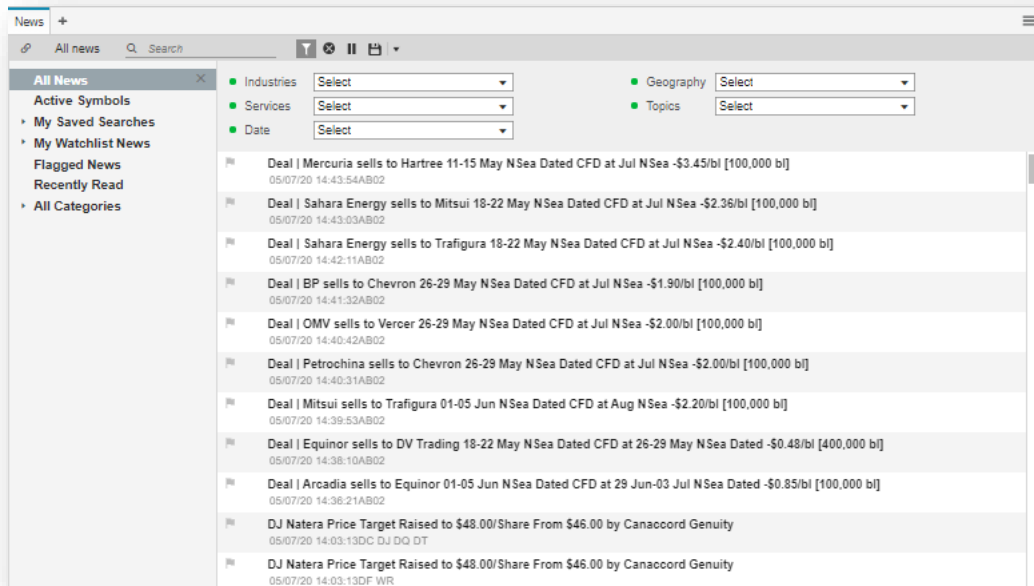 News +
All news Search
All News
Active Symbols
My Saved Searches
My Watchlist News
Flagged News
Recently Read
All Categories
Industries Select Geography Select
Services Select Topics Select
Date Select
Deal | Mercuria sells to Hartree 11-15 May NSea Dated CFD at Jul NSea -$3.45/bl [100,000 bl]
05/07/20 14:43:54AB02
Deal | Sahara Energy sells to Mitsui 18-22 May NSea Dated CFD at Jul NSea -$2.36/bl [100,000 bl]
05/07/20 14:43:03AB02
Deal | Sahara Energy sells to Trafigura 18-22 May NSea Dated CFD at Jul NSea -$2.40/bl [100,000 bl]
05/07/20 14:42:11AB02
Deal | BP sells to Chevron 26-29 May NSea Dated CFD at Jul NSea -$1.90/bl [100,000 bl]
05/07/20 14:41:32AB02
Deal | OMV sells to Vercer 26-29 May NSea Dated CFD at Jul NSea -$2.00/bl [100,000 bl]
05/07/20 14:40:42AB02
Deal | Petrochina sells to Chevron 26-29 May NSea Dated CFD at Jul NSea -$2.00/bl [100,000 bl]
05/07/20 14:40:31AB02
Deal | Mitsui sells to Trafigura 01-05 Jun NSea Dated CFD at Aug NSea -$2.20/bl [100,000 bl]
05/07/20 14:39:53AB02
Deal | Equinor sells to DV Trading 18-22 May NSea Dated CFD at 26-29 May NSea Dated -$0.48/bl [400,000 bl]
05/07/20 14:38:10AB02
Deal | Arcadia sells to Equinor 01-05 Jun NSea Dated CFD at 29 Jun-03 Jul NSea Dated -$0.85/bl [100,000 bl]
05/07/20 14:36:21AB02
DJ Natera Price Target Raised to $48.00/Share From $46.00 by Canaccord Genuity
05/07/20 14:03:13DC DJ DQ DT
DJ Natera Price Target Raised to $48.00/Share From $46.00 by Canaccord Genuity
05/07/20 14:03:13DF WR